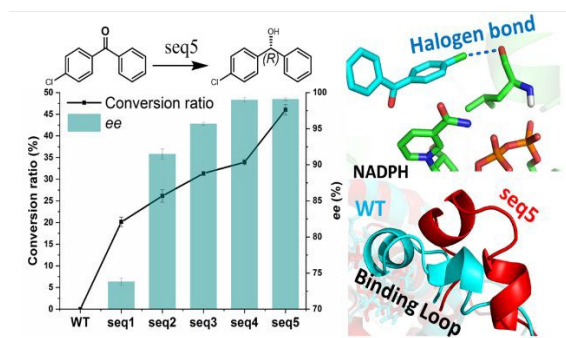 O
Cl
seq5
OH
(R)
Cl
Conversion ratio (%)
50
45
40
35
30
25
20
15
10
5
0
Conversion ratio
ee
100
95
90
85
80
75
70
ee (%)
WT
seq1
seq2
seq3
seq4
seq5
Halogen bond
NADPH
WT
seq5
Binding Loop